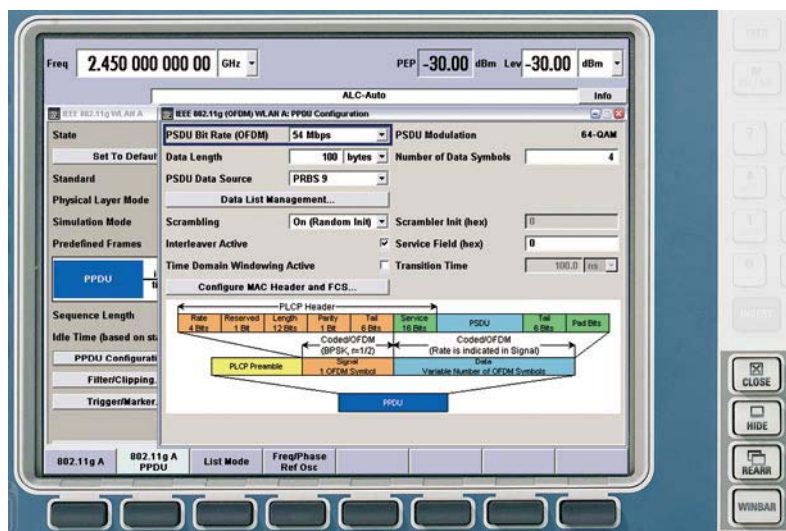 Freq 2.450 000 000 00 GHz PEP -30.00 dBm Lev -30.00 dBm
ALC-Auto Info
IEEE 802.11g WLAN A
IEEE 802.11g (OFDM) WLAN A: PPDU Configuration
State PSDU Bit Rate (OFDM) 54 Mbps PSDU Modulation 64-QAM
Set To Defaul Data Length 100 bytes Number of Data Symbols 4
Standard PSDU Data Source PRBS 9
Physical Layer Mode Data List Management...
Simulation Mode Scrambling On (Random Init) Scrambler Init (hex) 0
Predefined Frames Interleaver Active Service Field (hex) 0
Time Domain Windowing Active Transition Time 100.0 ns
PPDU Configure MAC Header and FCS...
PLCP Header
Sequence Length Rate Reserved Length Parity Tail Service PSDU Tail Pad Bits
4 Bits 1 Bit 12 Bits 1 Bit 6 Bits 16 Bits 6 Bits
Idle Time (based on sta
Coded/OFDM Coded/OFDM
(BPSK, r=1/2) (Rate is indicated in Signal)
PPDU Configurati PLCP Preamble Signal Data
1 OFDM Symbol Variable Number of OFDM Symbols
Filter/Clipping.
Trigger/Marker. PPDU
802.11g A 802.11g A PPDU List Mode Freq/Phase Ref Osc
CLOSE
HIDE
REARR
WINBAR